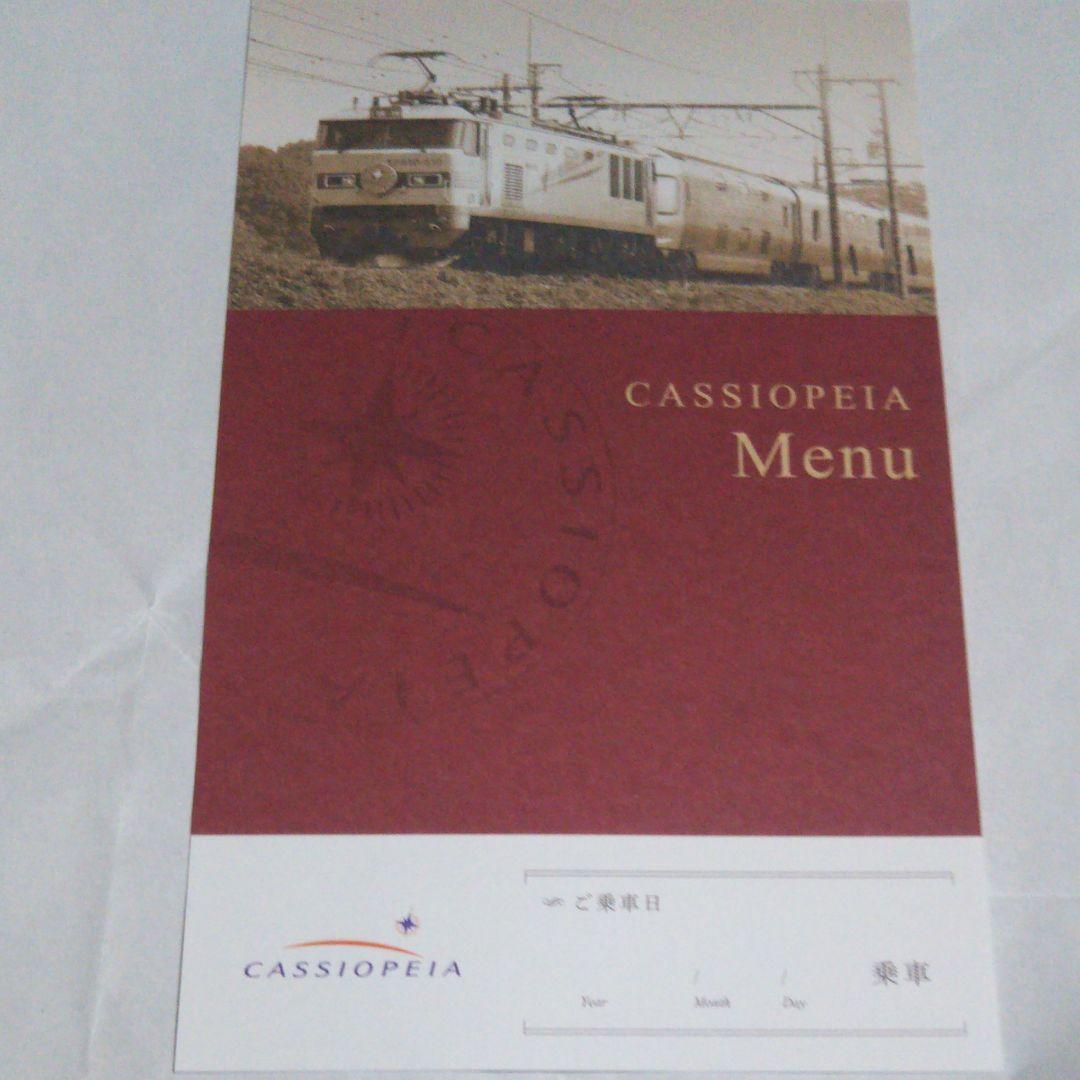 CASSIOPEIA
Menu
CASSIOPEIA
CASSIOPEIA
ご乗車日
/ /
乗車
Year Month Day